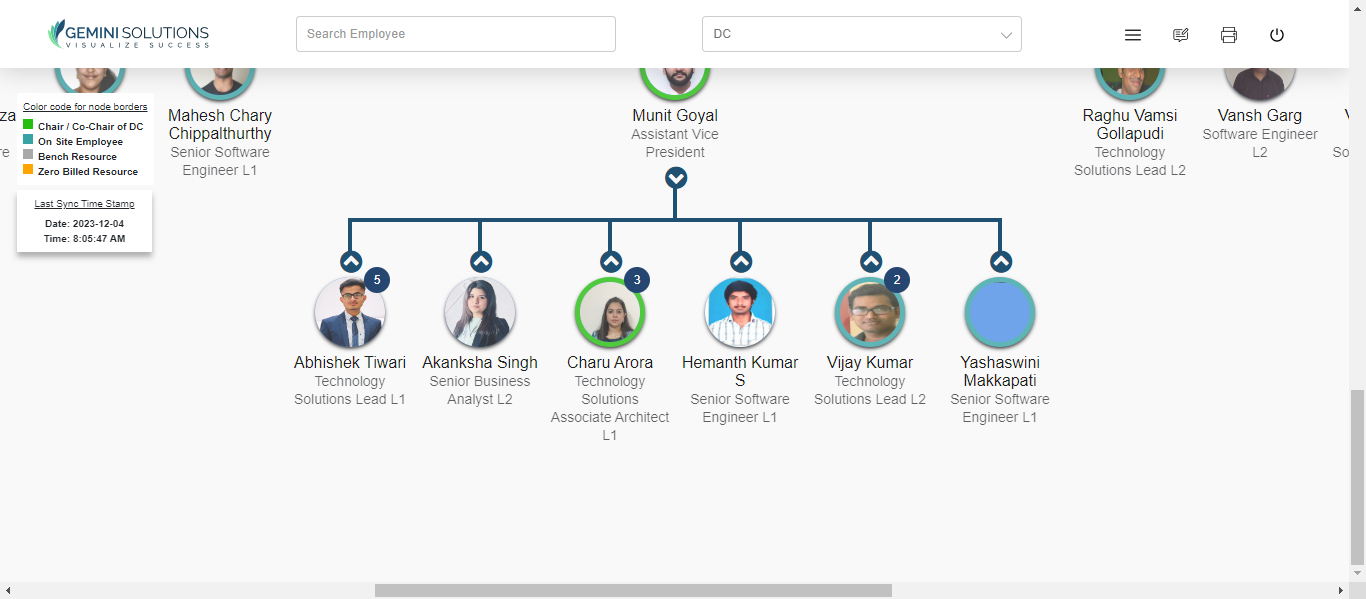 GEMINI SOLUTIONS
VISUALIZE SUCCESS
Search Employee
DC
za
re
Color code for node borders
Chair / Co-Chair of DC
On Site Employee
Bench Resource
Zero Billed Resource
Last Sync Time Stamp
Date: 2023-12-04
Time: 8:05:47 AM
Mahesh Chary
Chippalthurthy
Senior Software
Engineer L1
Munit Goyal
Assistant Vice
President
Raghu Vamsi
Gollapudi
Technology
Solutions Lead L2
Vansh Garg
Software Engineer
L2
So
5
Abhishek Tiwari
Technology
Solutions Lead L1
Akanksha Singh
Senior Business
Analyst L2
3
Charu Arora
Technology
Solutions
Associate Architect
L1
Hemanth Kumar
S
Senior Software
Engineer L1
2
Vijay Kumar
Technology
Solutions Lead L2
Yashaswini
Makkapati
Senior Software
Engineer L1